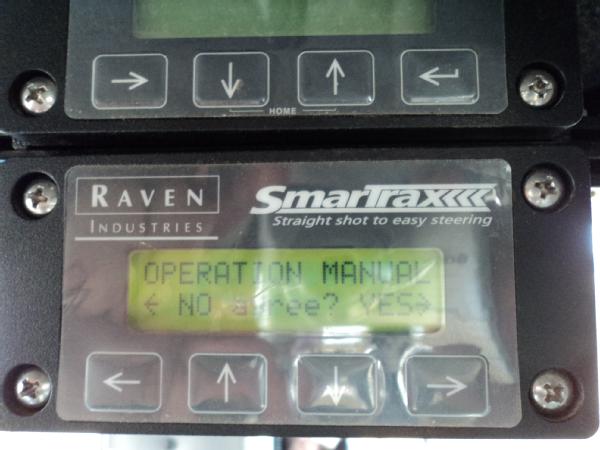 HOME
RAVEN
INDUSTRIES
SMARTRAX
Straight shot to easy steering
OPERATION MANUAL
← NO agree? YES→